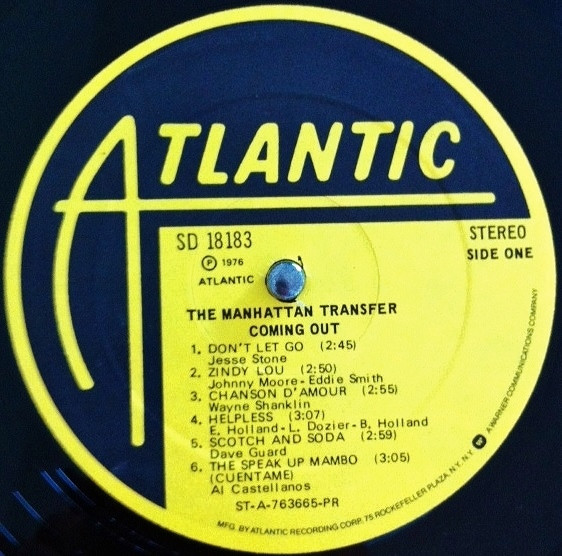 ATLANTIC
SD 18183
STEREO
Ⓟ 1976
SIDE ONE
ATLANTIC
THE MANHATTAN TRANSFER
COMING OUT
1. DON'T LET GO (2:45)
Jesse Stone
2. ZINDY LOU (2:50)
Johnny Moore-Eddie Smith
3. CHANSON D'AMOUR (2:55)
Wayne Shanklin
4. HELPLESS (3:07)
E. Holland-L. Dozier-B. Holland
5. SCOTCH AND SODA (2:59)
Dave Guard
6. THE SPEAK UP MAMBO (3:05)
(CUENTAME)
Al Castellanos
ST-A-763665-PR
MFG. BY ATLANTIC RECORDING CORP., 75 ROCKEFELLER PLAZA, N.Y., N.Y. A WARNER COMMUNICATIONS COMPANY